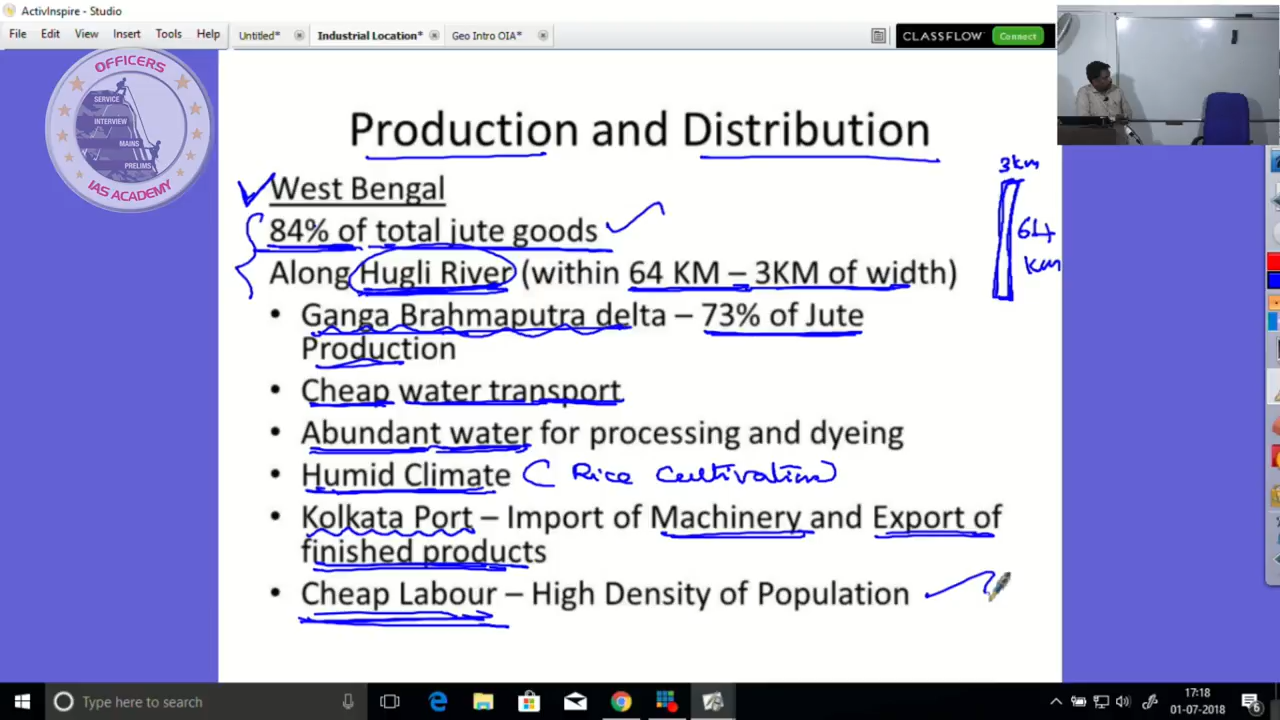 ActivInspire - Studio
File Edit View Insert Tools Help
Untitled* Industrial Location* Geo Intro OIA* CLASSFLOW Connect
OFFICERS
SERVICE
INTERVIEW
MAINS
PRELIMS
IAS ACADEMY
Production and Distribution
West Bengal
84% of total jute goods
Along Hugli River (within 64 KM – 3KM of width)
• Ganga Brahmaputra delta – 73% of Jute
Production
• Cheap water transport
• Abundant water for processing and dyeing
• Humid Climate ( Rice Cultivation)
• Kolkata Port – Import of Machinery and Export of
finished products
• Cheap Labour – High Density of Population
3km
64
km
Type here to search
17:18
01-07-2018
6